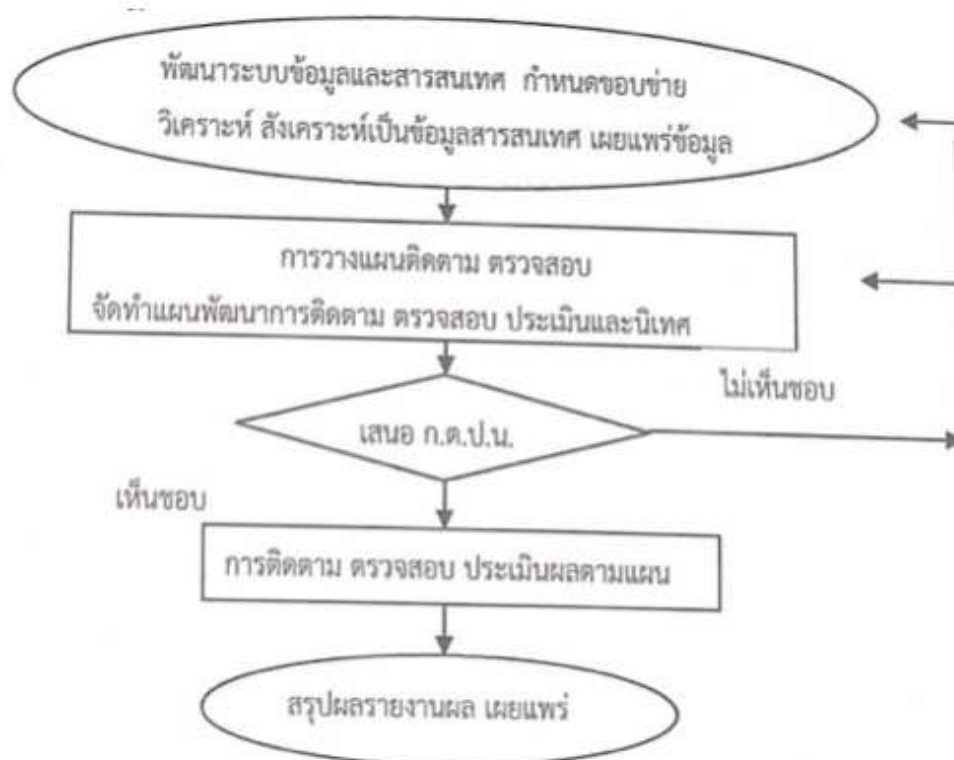 พัฒนาระบบข้อมูลและสารสนเทศ กำหนดขอบข่าย
วิเคราะห์ สังเคราะห์เป็นข้อมูลสารสนเทศ เผยแพร่ข้อมูล
การวางแผนติดตาม ตรวจสอบ
จัดทำแผนพัฒนาการติดตาม ตรวจสอบ ประเมินและนิเทศ
ไม่เห็นชอบ
เสนอ ก.ต.ป.น.
เห็นชอบ
การติดตาม ตรวจสอบ ประเมินผลตามแผน
สรุปผลรายงานผล เผยแพร่